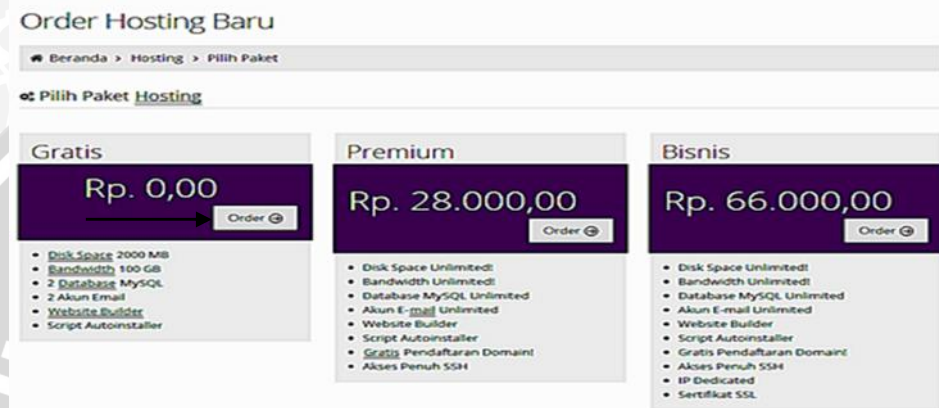 Order Hosting Baru
Beranda > Hosting > Pilih Paket
Pilih Paket Hosting
Gratis
Rp. 0,00
Order
Disk Space 2000 MB
Bandwidth 100 GB
2 Database MySQL
2 Akun Email
Website Builder
Script Autoinstaller
Premium
Rp. 28.000,00
Order
Disk Space Unlimited!
Bandwidth Unlimited!
Database MySQL Unlimited
Akun E-mail Unlimited
Website Builder
Script Autoinstaller
Gratis Pendaftaran Domain!
Akses Penuh SSH
Bisnis
Rp. 66.000,00
Order
Disk Space Unlimited!
Bandwidth Unlimited!
Database MySQL Unlimited
Akun E-mail Unlimited
Website Builder
Script Autoinstaller
Gratis Pendaftaran Domain!
Akses Penuh SSH
IP Dedicated
Sertifikat SSL